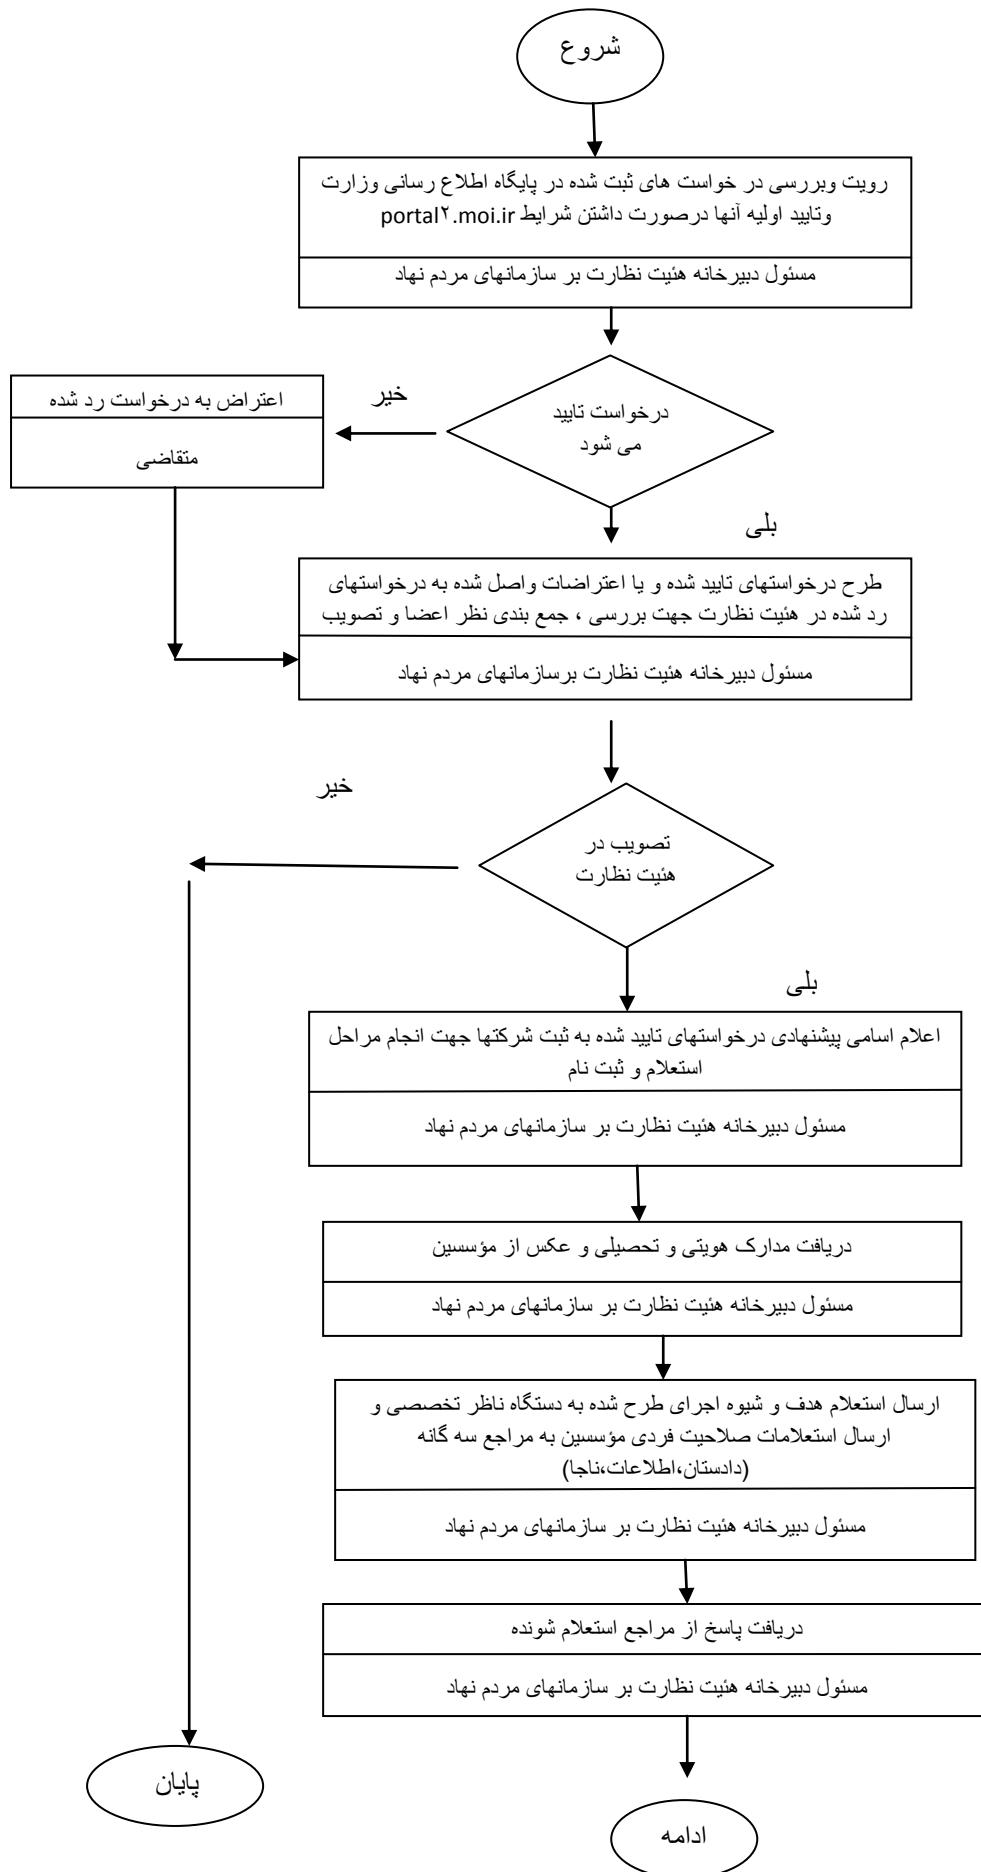 شروع
رویت وبررسی در خواست های ثبت شده در پایگاه اطلاع رسانی وزارت
portal۲.moi.ir وتایید اولیه آنها درصورت داشتن شرایط
مسئول دبیرخانه هئیت نظارت بر سازمانهای مردم نهاد
درخواست تایید
می شود
خیر
اعتراض به درخواست رد شده
متقاضی
بلی
طرح درخواستهای تایید شده و یا اعتراضات واصل شده به درخواستهای
رد شده در هئیت نظارت جهت بررسی ، جمع بندی نظر اعضا و تصویب
مسئول دبیرخانه هئیت نظارت برسازمانهای مردم نهاد
خیر
تصویب در
هئیت نظارت
بلی
اعلام اسامی پیشنهادی درخواستهای تایید شده به ثبت شرکتها جهت انجام مراحل
استعلام و ثبت نام
مسئول دبیرخانه هئیت نظارت بر سازمانهای مردم نهاد
دریافت مدارک هویتی و تحصیلی و عکس از مؤسسین
مسئول دبیرخانه هئیت نظارت بر سازمانهای مردم نهاد
ارسال استعلام هدف و شیوه اجرای طرح شده به دستگاه ناظر تخصصی و
ارسال استعلامات صلاحیت فردی مؤسسین به مراجع سه گانه
(دادستان،اطلاعات،ناجا)
مسئول دبیرخانه هئیت نظارت بر سازمانهای مردم نهاد
دریافت پاسخ از مراجع استعلام شونده
مسئول دبیرخانه هئیت نظارت بر سازمانهای مردم نهاد
پایان
ادامه